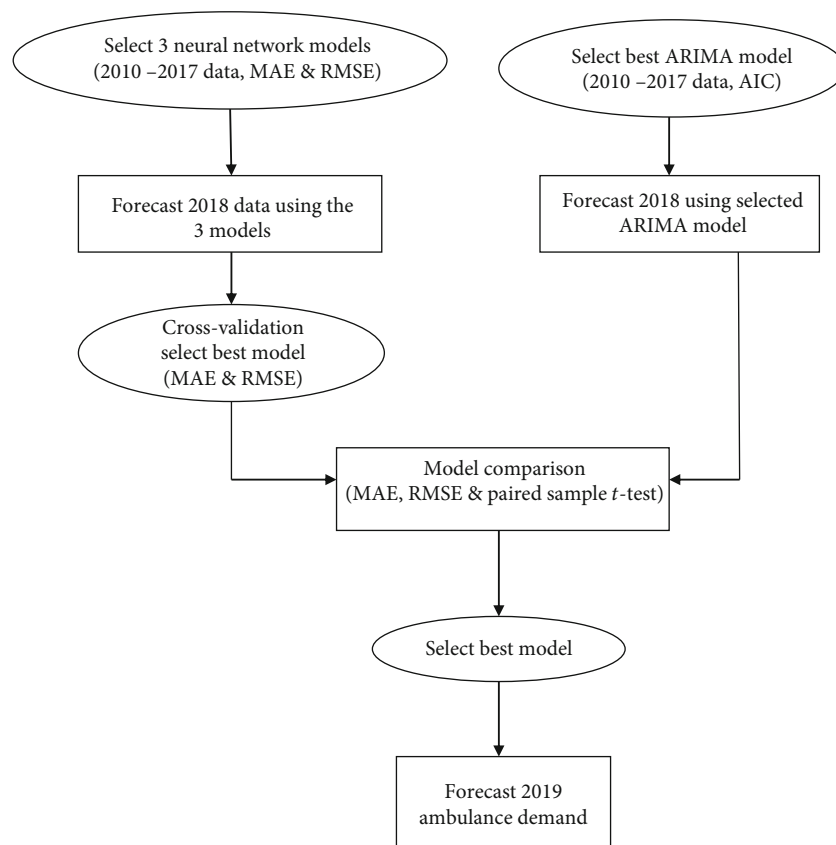 Select 3 neural network models
(2010 –2017 data, MAE & RMSE)
Select best ARIMA model
(2010 –2017 data, AIC)
Forecast 2018 data using the
3 models
Forecast 2018 using selected
ARIMA model
Cross-validation
select best model
(MAE & RMSE)
Model comparison
(MAE, RMSE & paired sample t-test)
Select best model
Forecast 2019
ambulance demand